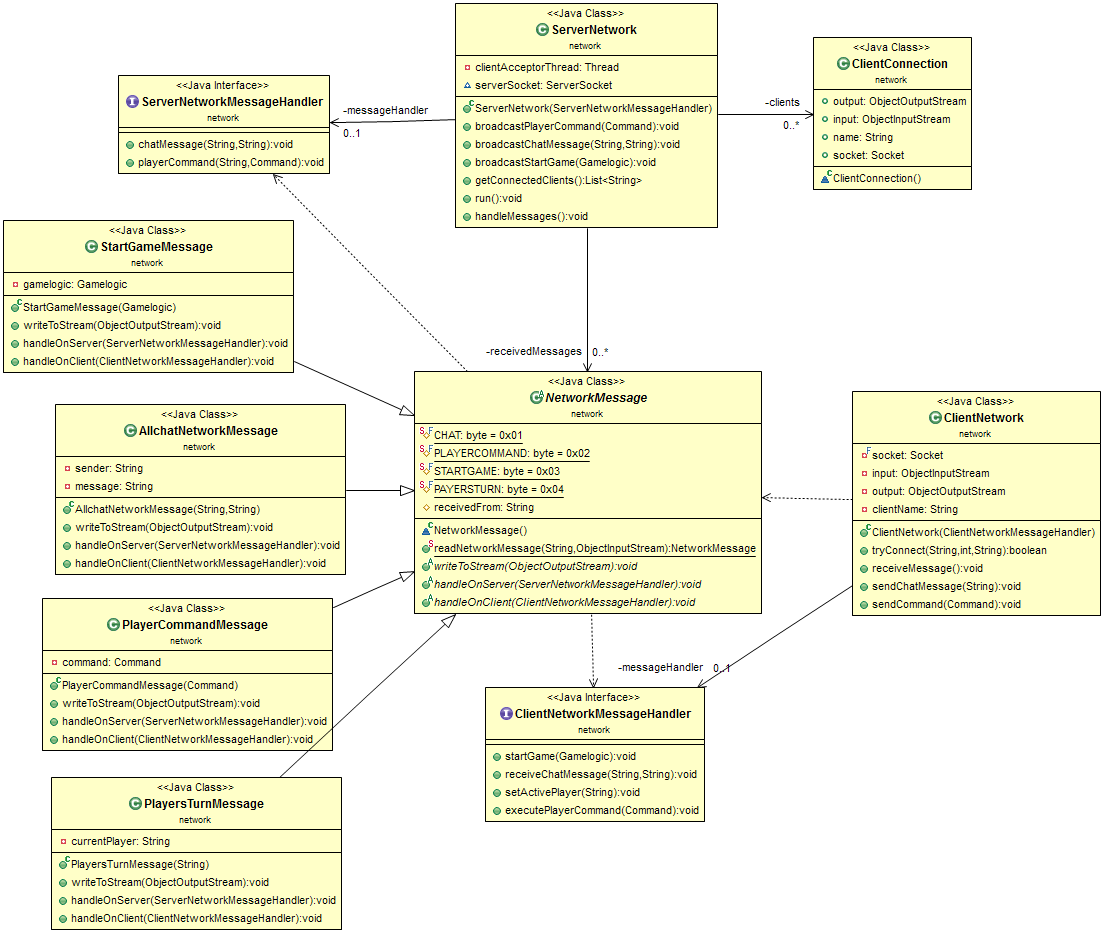 <<Java Class>>
ServerNetwork
network
clientAcceptorThread: Thread
serverSocket: ServerSocket
ServerNetwork(ServerNetworkMessageHandler)
broadcastPlayerCommand(Command):void
broadcastChatMessage(String,String):void
broadcastStartGame(Gamelogic):void
getConnectedClients():List<String>
run():void
handleMessages():void
<<Java Class>>
ClientConnection
network
output: ObjectOutputStream
input: ObjectInputStream
name: String
socket: Socket
ClientConnection()
-clients
0..*
<<Java Interface>>
ServerNetworkMessageHandler
network
chatMessage(String,String):void
playerCommand(String,Command):void
-messageHandler
0..1
<<Java Class>>
StartGameMessage
network
gamelogic: Gamelogic
StartGameMessage(Gamelogic)
writeToStream(ObjectOutputStream):void
handleOnServer(ServerNetworkMessageHandler):void
handleOnClient(ClientNetworkMessageHandler):void
-receivedMessages
0..*
<<Java Class>>
NetworkMessage
network
CHAT: byte = 0x01
PLAYERCOMMAND: byte = 0x02
STARTGAME: byte = 0x03
PAYERSTURN: byte = 0x04
receivedFrom: String
NetworkMessage()
readNetworkMessage(String,ObjectInputStream):NetworkMessage
writeToStream(ObjectOutputStream):void
handleOnServer(ServerNetworkMessageHandler):void
handleOnClient(ClientNetworkMessageHandler):void
<<Java Class>>
ClientNetwork
network
socket: Socket
input: ObjectInputStream
output: ObjectOutputStream
clientName: String
ClientNetwork(ClientNetworkMessageHandler)
tryConnect(String,int,String):boolean
receiveMessage():void
sendChatMessage(String):void
sendCommand(Command):void
<<Java Class>>
AllchatNetworkMessage
network
sender: String
message: String
AllchatNetworkMessage(String,String)
writeToStream(ObjectOutputStream):void
handleOnServer(ServerNetworkMessageHandler):void
handleOnClient(ClientNetworkMessageHandler):void
<<Java Class>>
PlayerCommandMessage
network
command: Command
PlayerCommandMessage(Command)
writeToStream(ObjectOutputStream):void
handleOnServer(ServerNetworkMessageHandler):void
handleOnClient(ClientNetworkMessageHandler):void
-messageHandler
0..1
<<Java Interface>>
ClientNetworkMessageHandler
network
startGame(Gamelogic):void
receiveChatMessage(String,String):void
setActivePlayer(String):void
executePlayerCommand(Command):void
<<Java Class>>
PlayersTurnMessage
network
currentPlayer: String
PlayersTurnMessage(String)
writeToStream(ObjectOutputStream):void
handleOnServer(ServerNetworkMessageHandler):void
handleOnClient(ClientNetworkMessageHandler):void